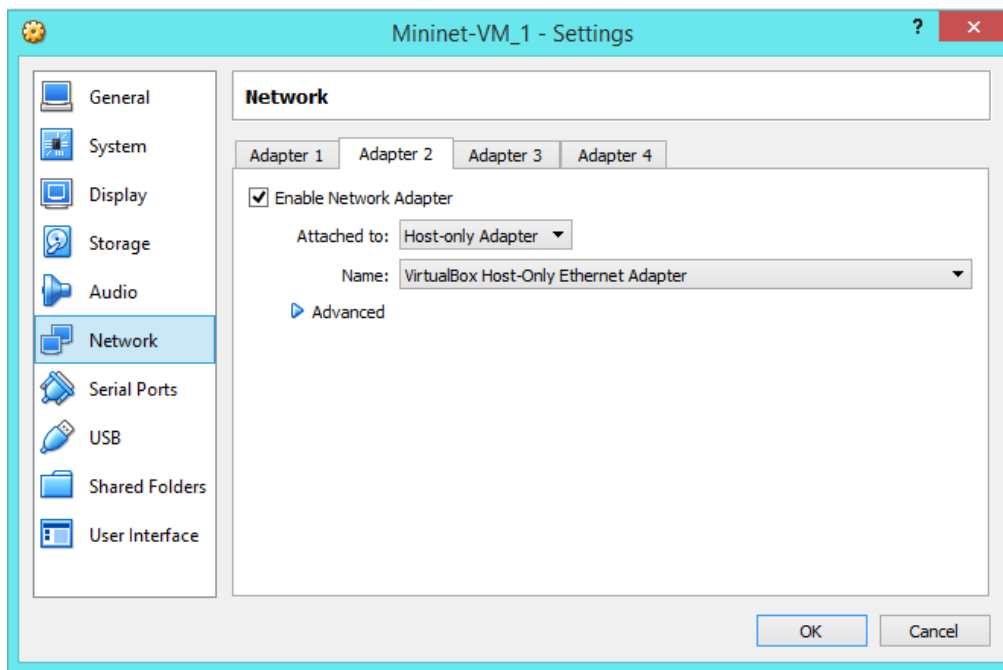 Mininet-VM_1 - Settings
?
General
System
Display
Storage
Audio
Network
Serial Ports
USB
Shared Folders
User Interface
Network
Adapter 1 Adapter 2 Adapter 3 Adapter 4
Enable Network Adapter
Attached to: Host-only Adapter
Name: VirtualBox Host-Only Ethernet Adapter
Advanced
OK Cancel